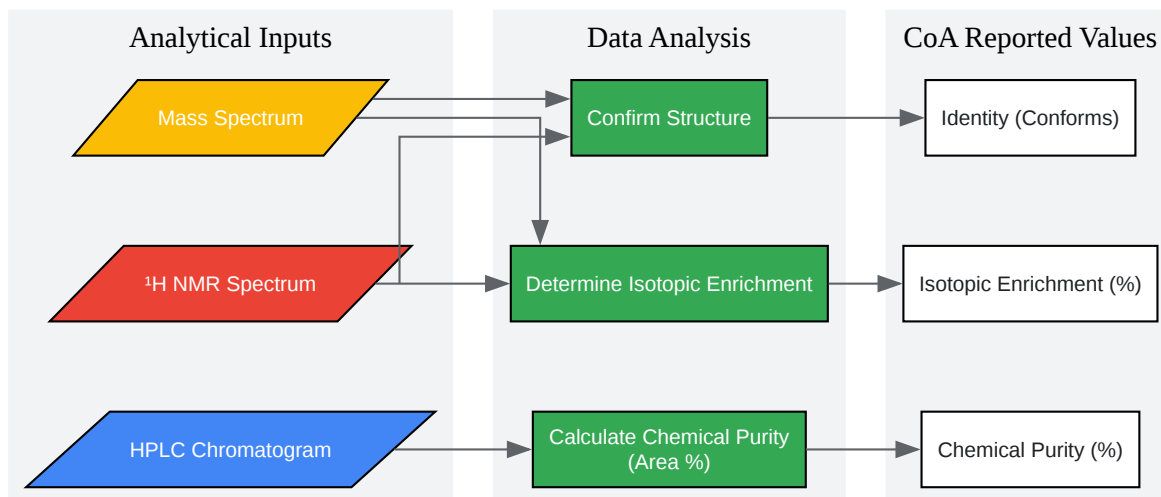 Analytical Inputs
Data Analysis
CoA Reported Values
Mass Spectrum
Confirm Structure
Identity (Conforms)
¹H NMR Spectrum
Determine Isotopic Enrichment
Isotopic Enrichment (%)
HPLC Chromatogram
Calculate Chemical Purity
(Area %)
Chemical Purity (%)